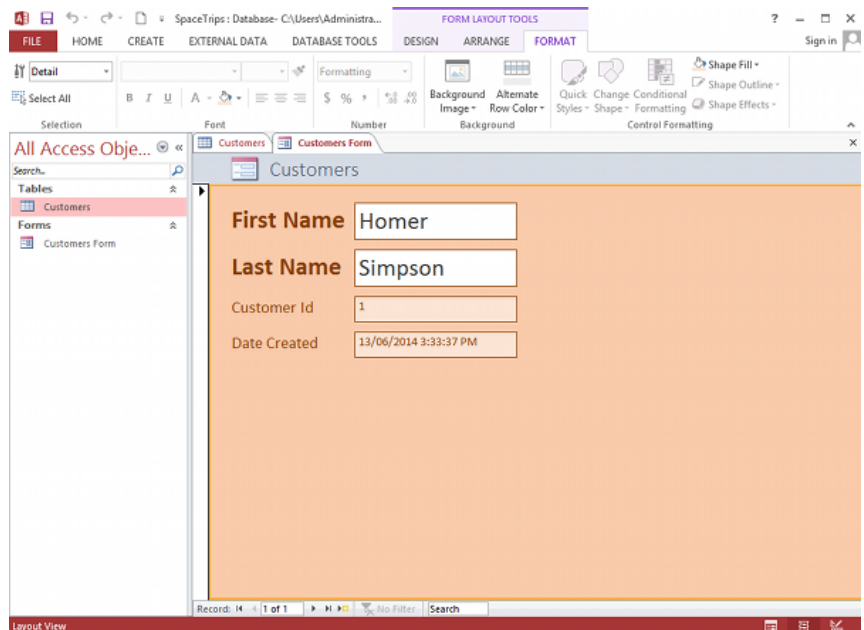 SpaceTrips : Database- C:\Users\Administra...
FORM LAYOUT TOOLS
?
FILE HOME CREATE EXTERNAL DATA DATABASE TOOLS DESIGN ARRANGE FORMAT Sign in
Detail
Formatting
Select All
B I U A
$ % ,
Background Image
Alternate Row Color
Quick Styles
Change Shape
Conditional Formatting
Shape Fill
Shape Outline
Shape Effects
Selection Font Number Background Control Formatting
All Access Obje... «
Search..
Tables
Customers
Forms
Customers Form
Customers Customers Form
Customers
First Name Homer
Last Name Simpson
Customer Id 1
Date Created 13/06/2014 3:33:37 PM
Record: 1 of 1 No Filter Search
Layout View